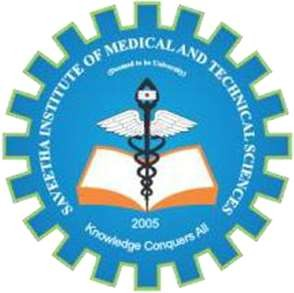 SAVEETHA INSTITUTE OF MEDICAL AND TECHNICAL SCIENCES
(Deemed to be University)
2005
Knowledge Conquers All